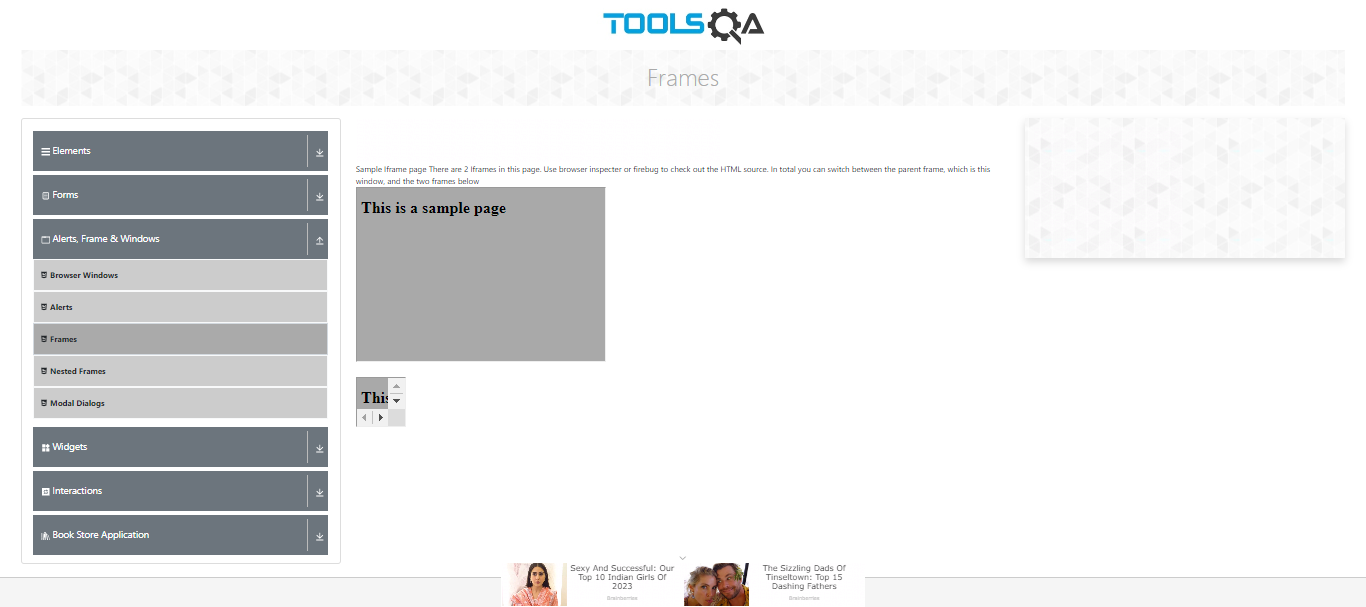 TOOLSQA
Frames
Elements
Forms
Alerts, Frame & Windows
Browser Windows
Alerts
Frames
Nested Frames
Modal Dialogs
Widgets
Interactions
Book Store Application
Sample Iframe page There are 2 Iframes in this page. Use browser inspecter or firebug to check out the HTML source. In total you can switch between the parent frame, which is this
window, and the two frames below
This is a sample page
This
Sexy And Successful: Our
Top 10 Indian Girls Of
2023
Brainberries
The Sizzling Dads Of
Tinseltown: Top 15
Dashing Fathers
Brainberries